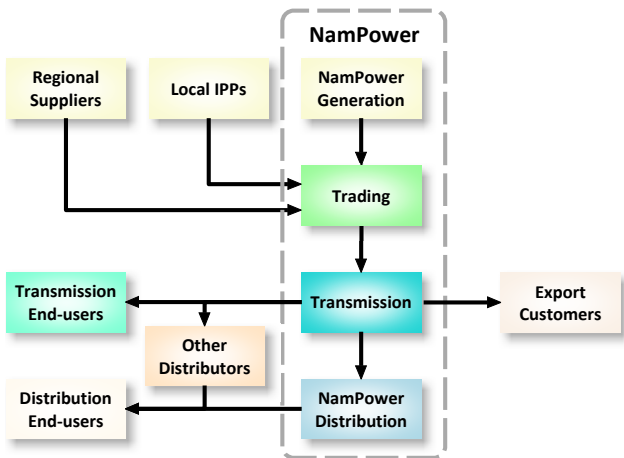 NamPower
Regional
Suppliers
Local IPPs
NamPower
Generation
Trading
Transmission
End-users
Transmission
Export
Customers
Other
Distributors
Distribution
End-users
NamPower
Distribution